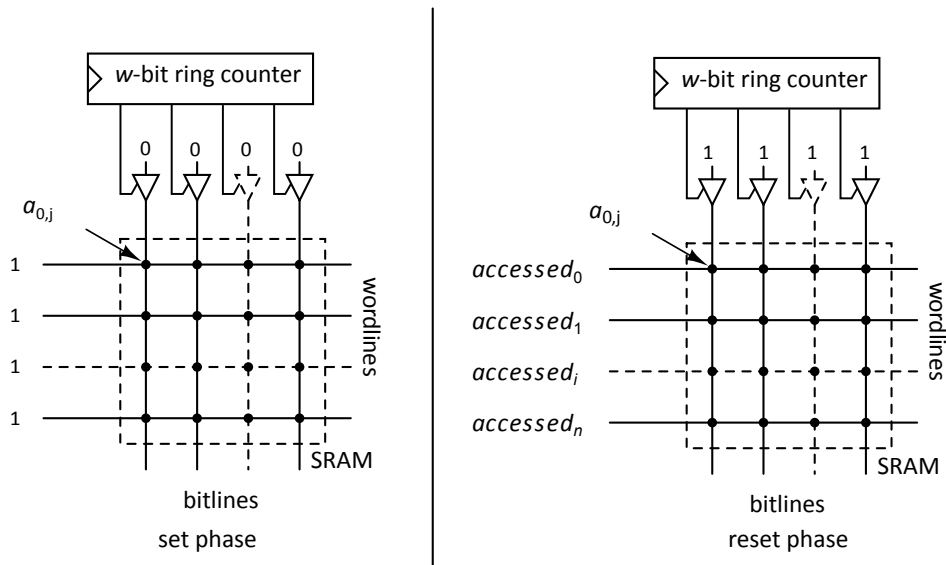 w-bit ring counter
0 0 0 0
a0,j
1
1
1
1
wordlines
SRAM
bitlines
set phase
w-bit ring counter
1 1 1 1
a0,j
accessed0
accessed1
accessedi
accessedn
wordlines
SRAM
bitlines
reset phase